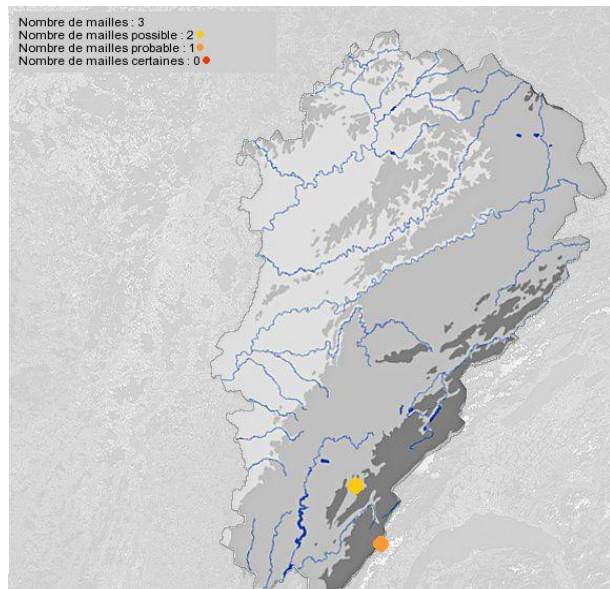 Nombre de mailles : 3
Nombre de mailles possible : 2
Nombre de mailles probable : 1
Nombre de mailles certaines : 0